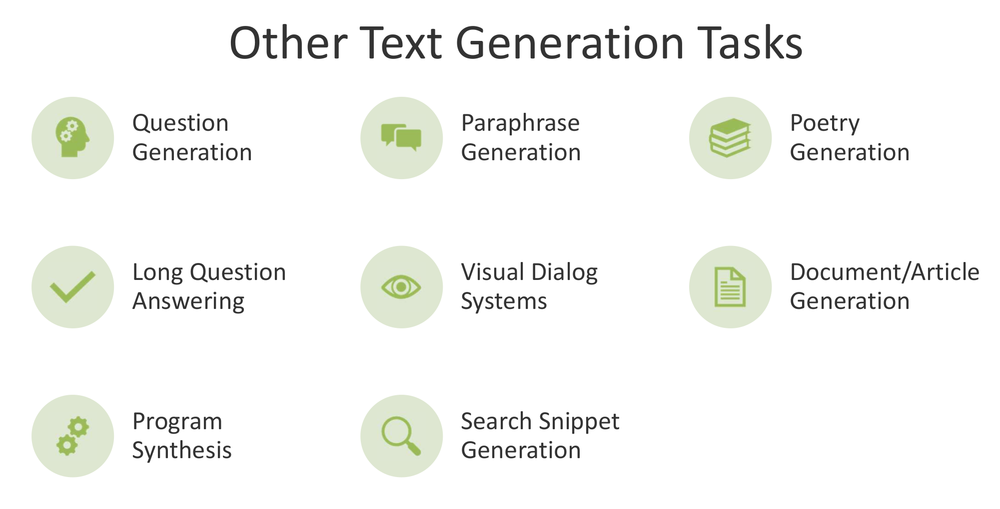 Other Text Generation Tasks
Question
Generation
Paraphrase
Generation
Poetry
Generation
Long Question
Answering
Visual Dialog
Systems
Document/Article
Generation
Program
Synthesis
Search Snippet
Generation